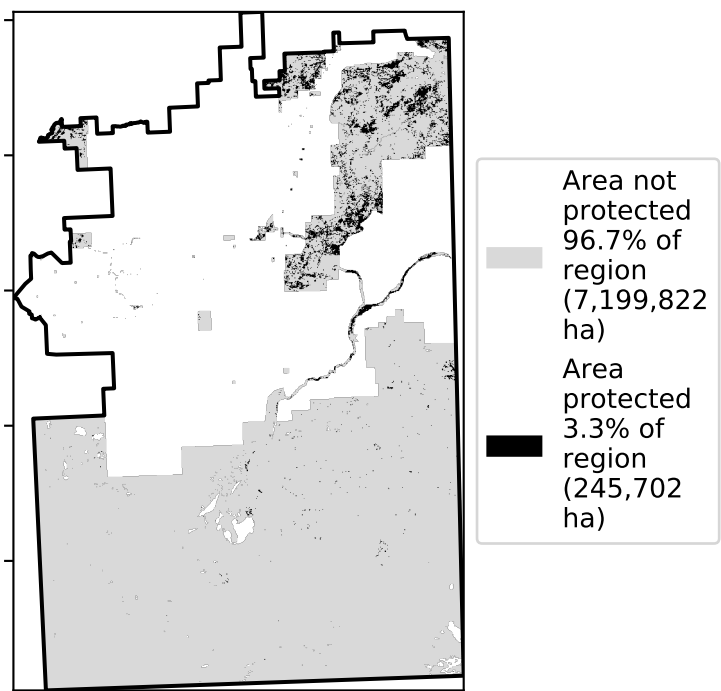 Area not
protected
96.7% of
region
(7,199,822
ha)
Area
protected
3.3% of
region
(245,702
ha)